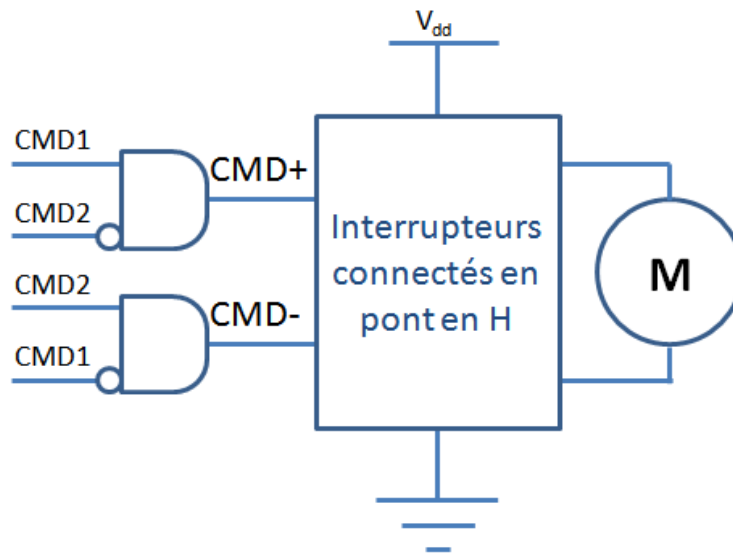 Vdd
CMD1
CMD+
CMD2
CMD2
CMD-
CMD1
Interrupteurs
connectés en
pont en H
M